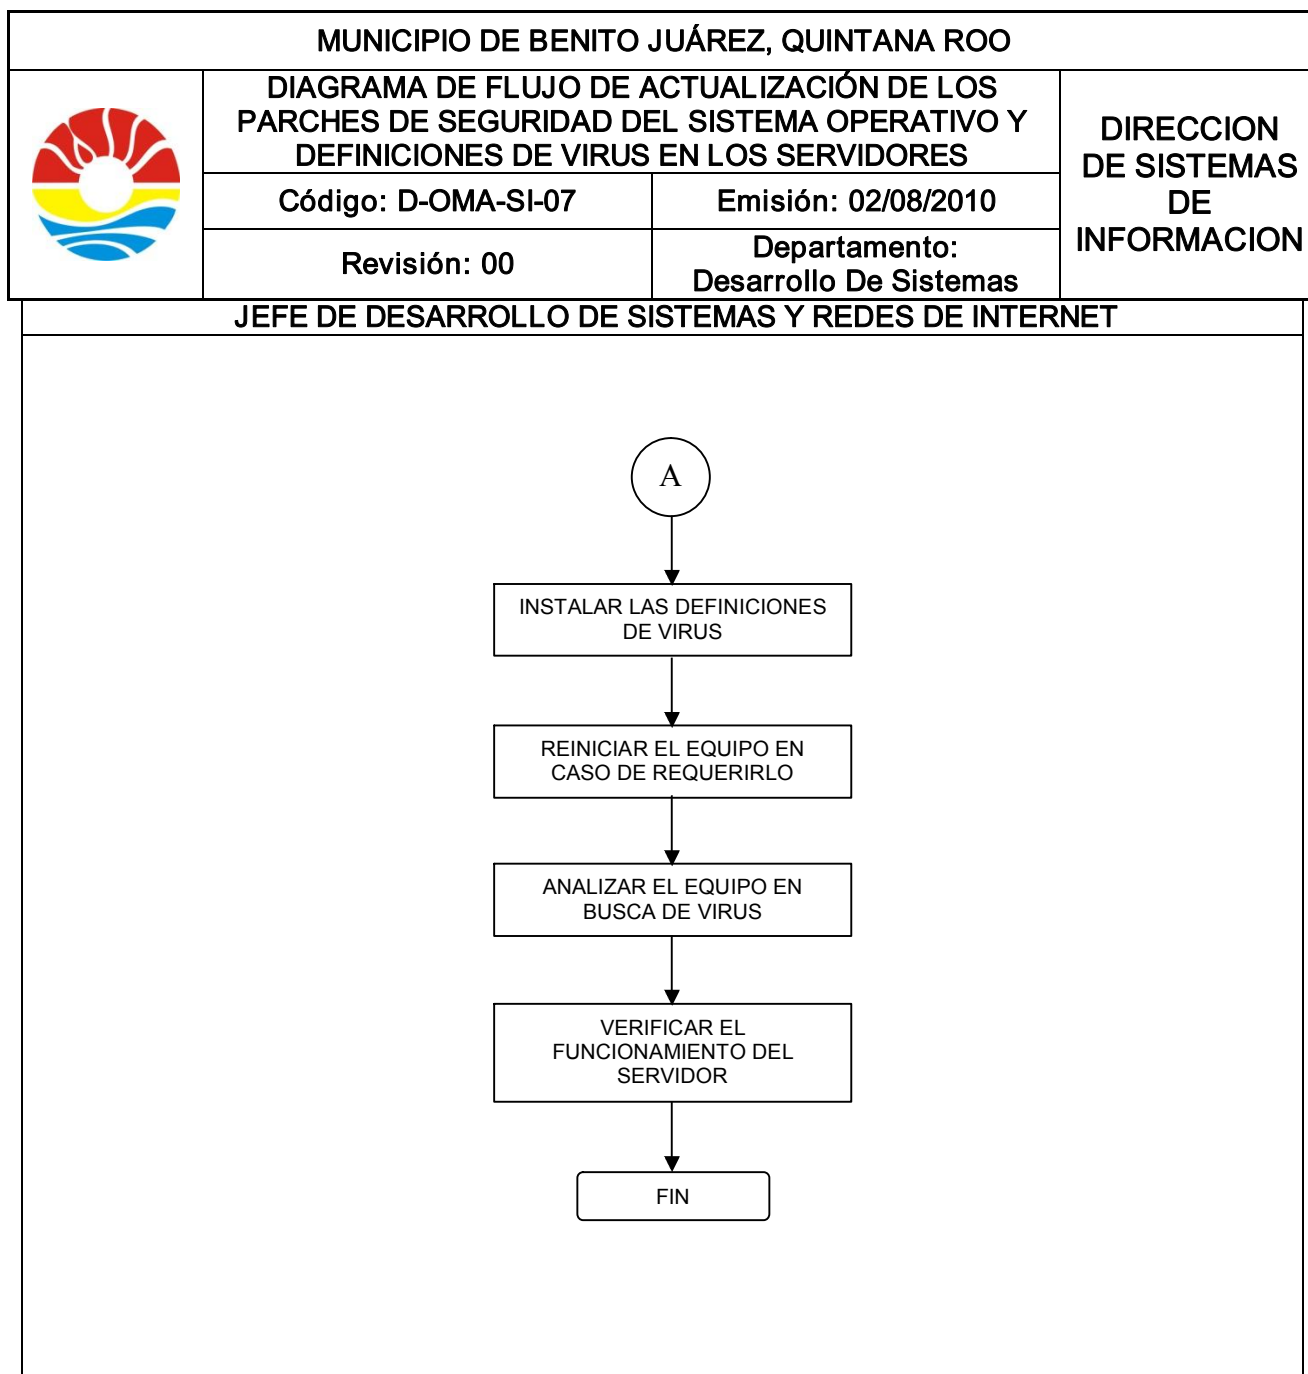 MUNICIPIO DE BENITO JUÁREZ, QUINTANA ROO
DIAGRAMA DE FLUJO DE ACTUALIZACIÓN DE LOS
PARCHES DE SEGURIDAD DEL SISTEMA OPERATIVO Y
DEFINICIONES DE VIRUS EN LOS SERVIDORES
Código: D-OMA-SI-07
Emisión: 02/08/2010
Revisión: 00
Departamento:
Desarrollo De Sistemas
DIRECCION
DE SISTEMAS
DE
INFORMACION
JEFE DE DESARROLLO DE SISTEMAS Y REDES DE INTERNET
A
INSTALAR LAS DEFINICIONES
DE VIRUS
REINICIAR EL EQUIPO EN
CASO DE REQUERIRLO
ANALIZAR EL EQUIPO EN
BUSCA DE VIRUS
VERIFICAR EL
FUNCIONAMIENTO DEL
SERVIDOR
FIN